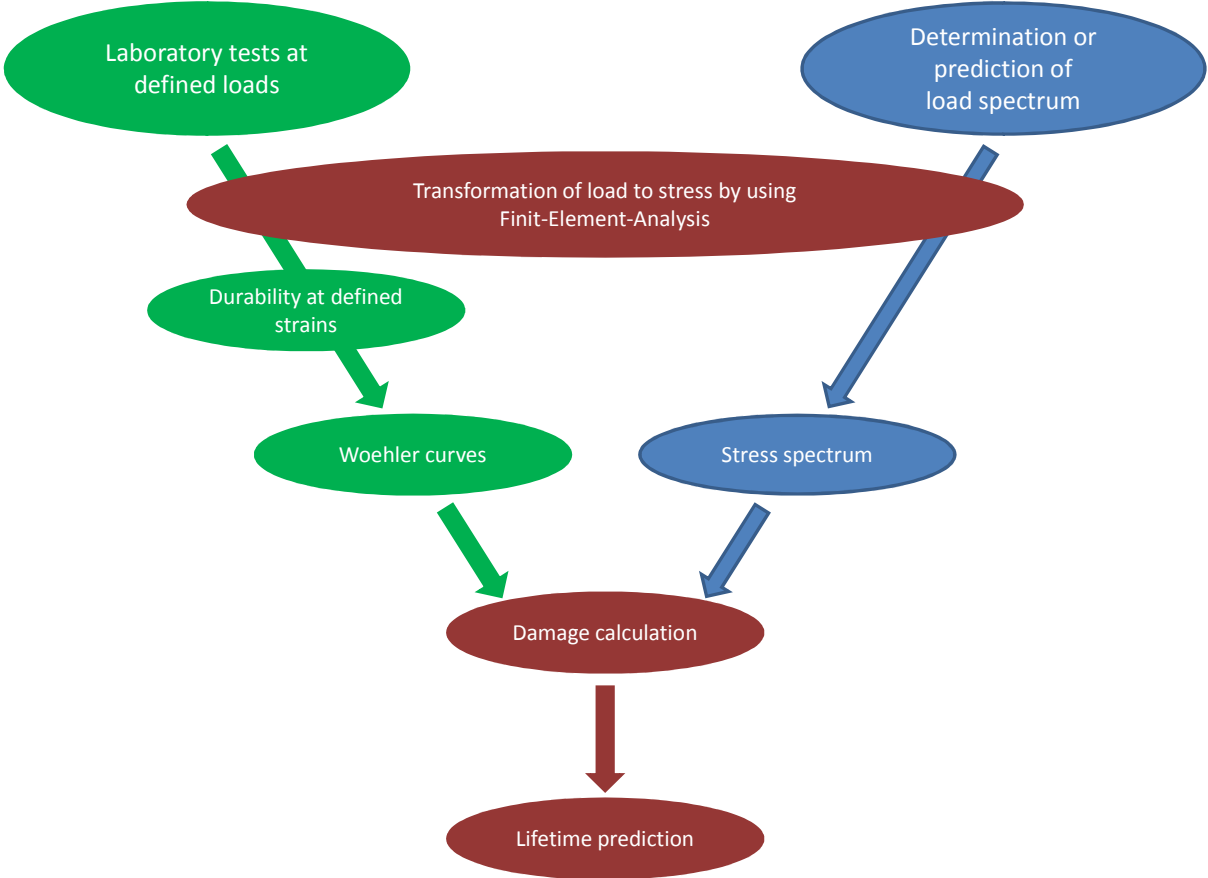 Laboratory tests at
defined loads
Determination or
prediction of
load spectrum
Transformation of load to stress by using
Finit-Element-Analysis
Durability at defined
strains
Woehler curves
Stress spectrum
Damage calculation
Lifetime prediction